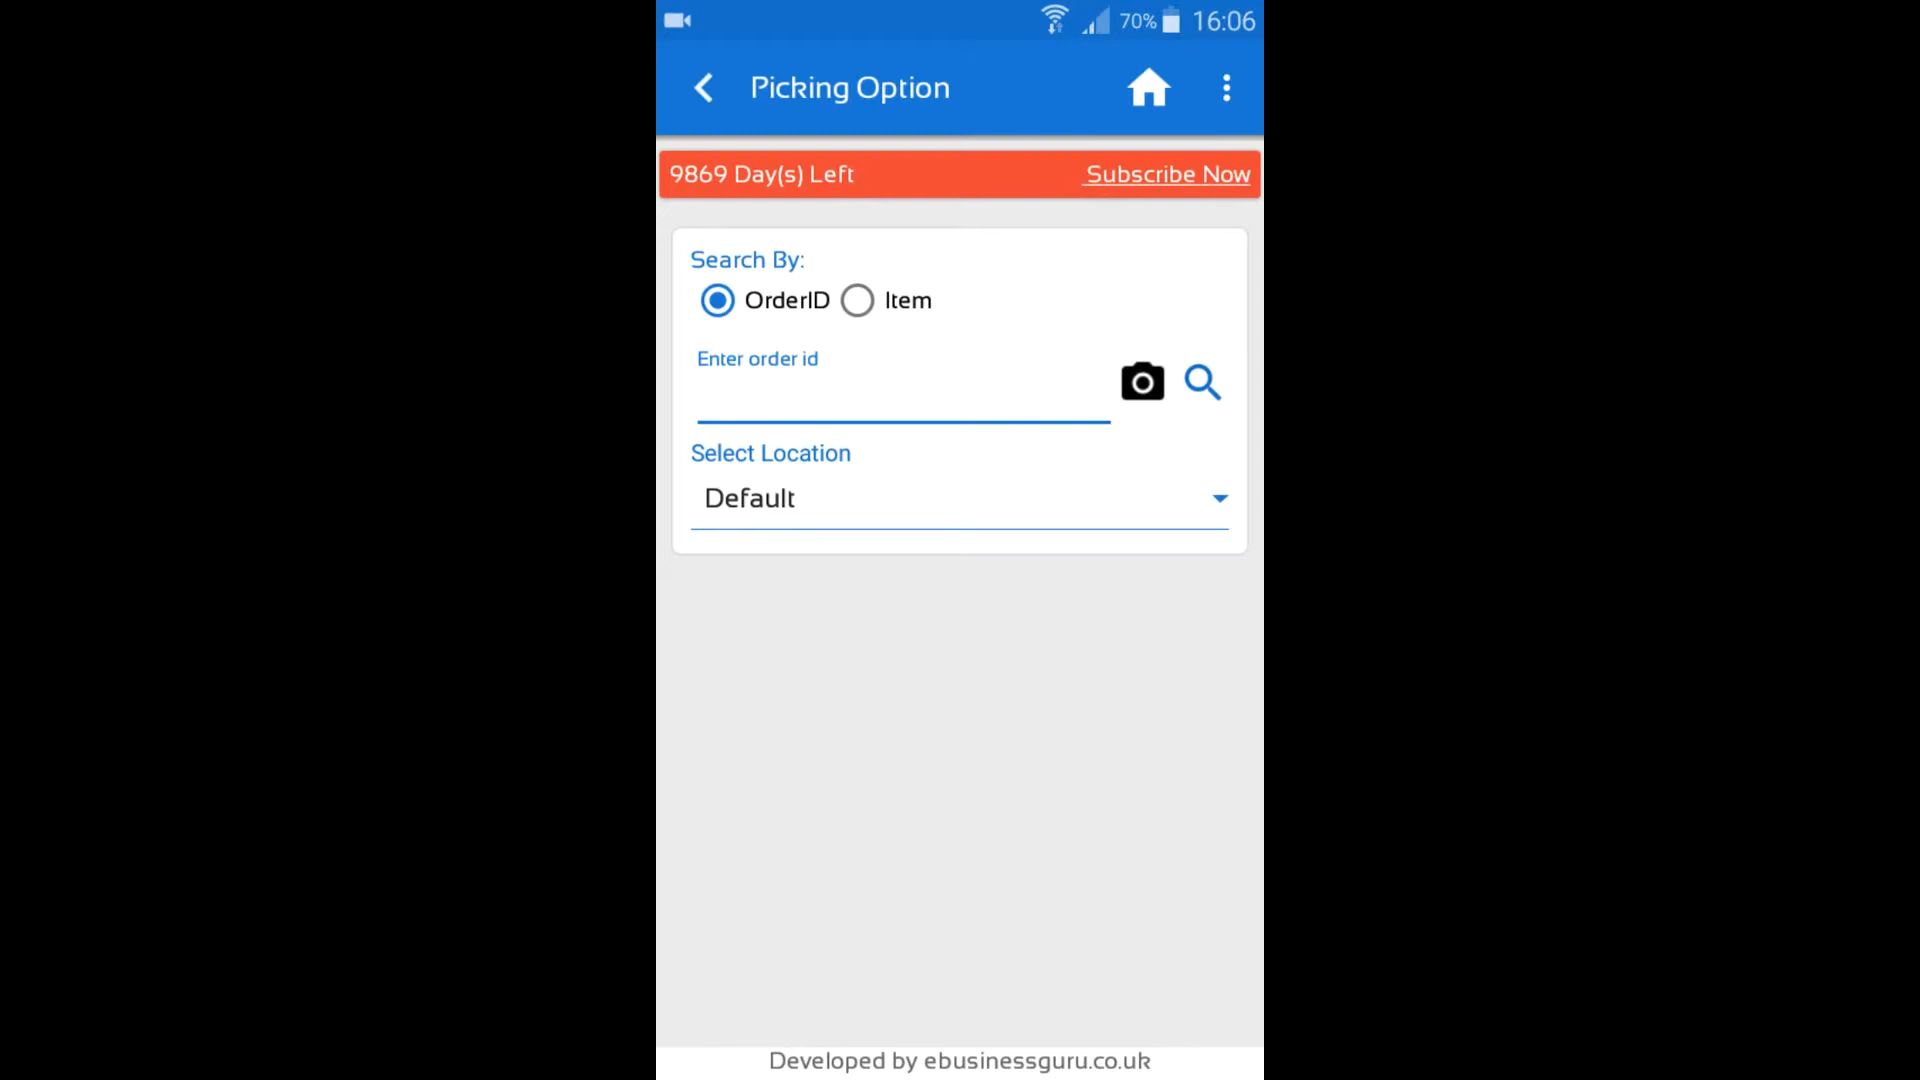 70% 16:06
Picking Option
9869 Day(s) Left Subscribe Now
Search By:
OrderID Item
Enter order id
Select Location
Default
Developed by ebusinessguru.co.uk